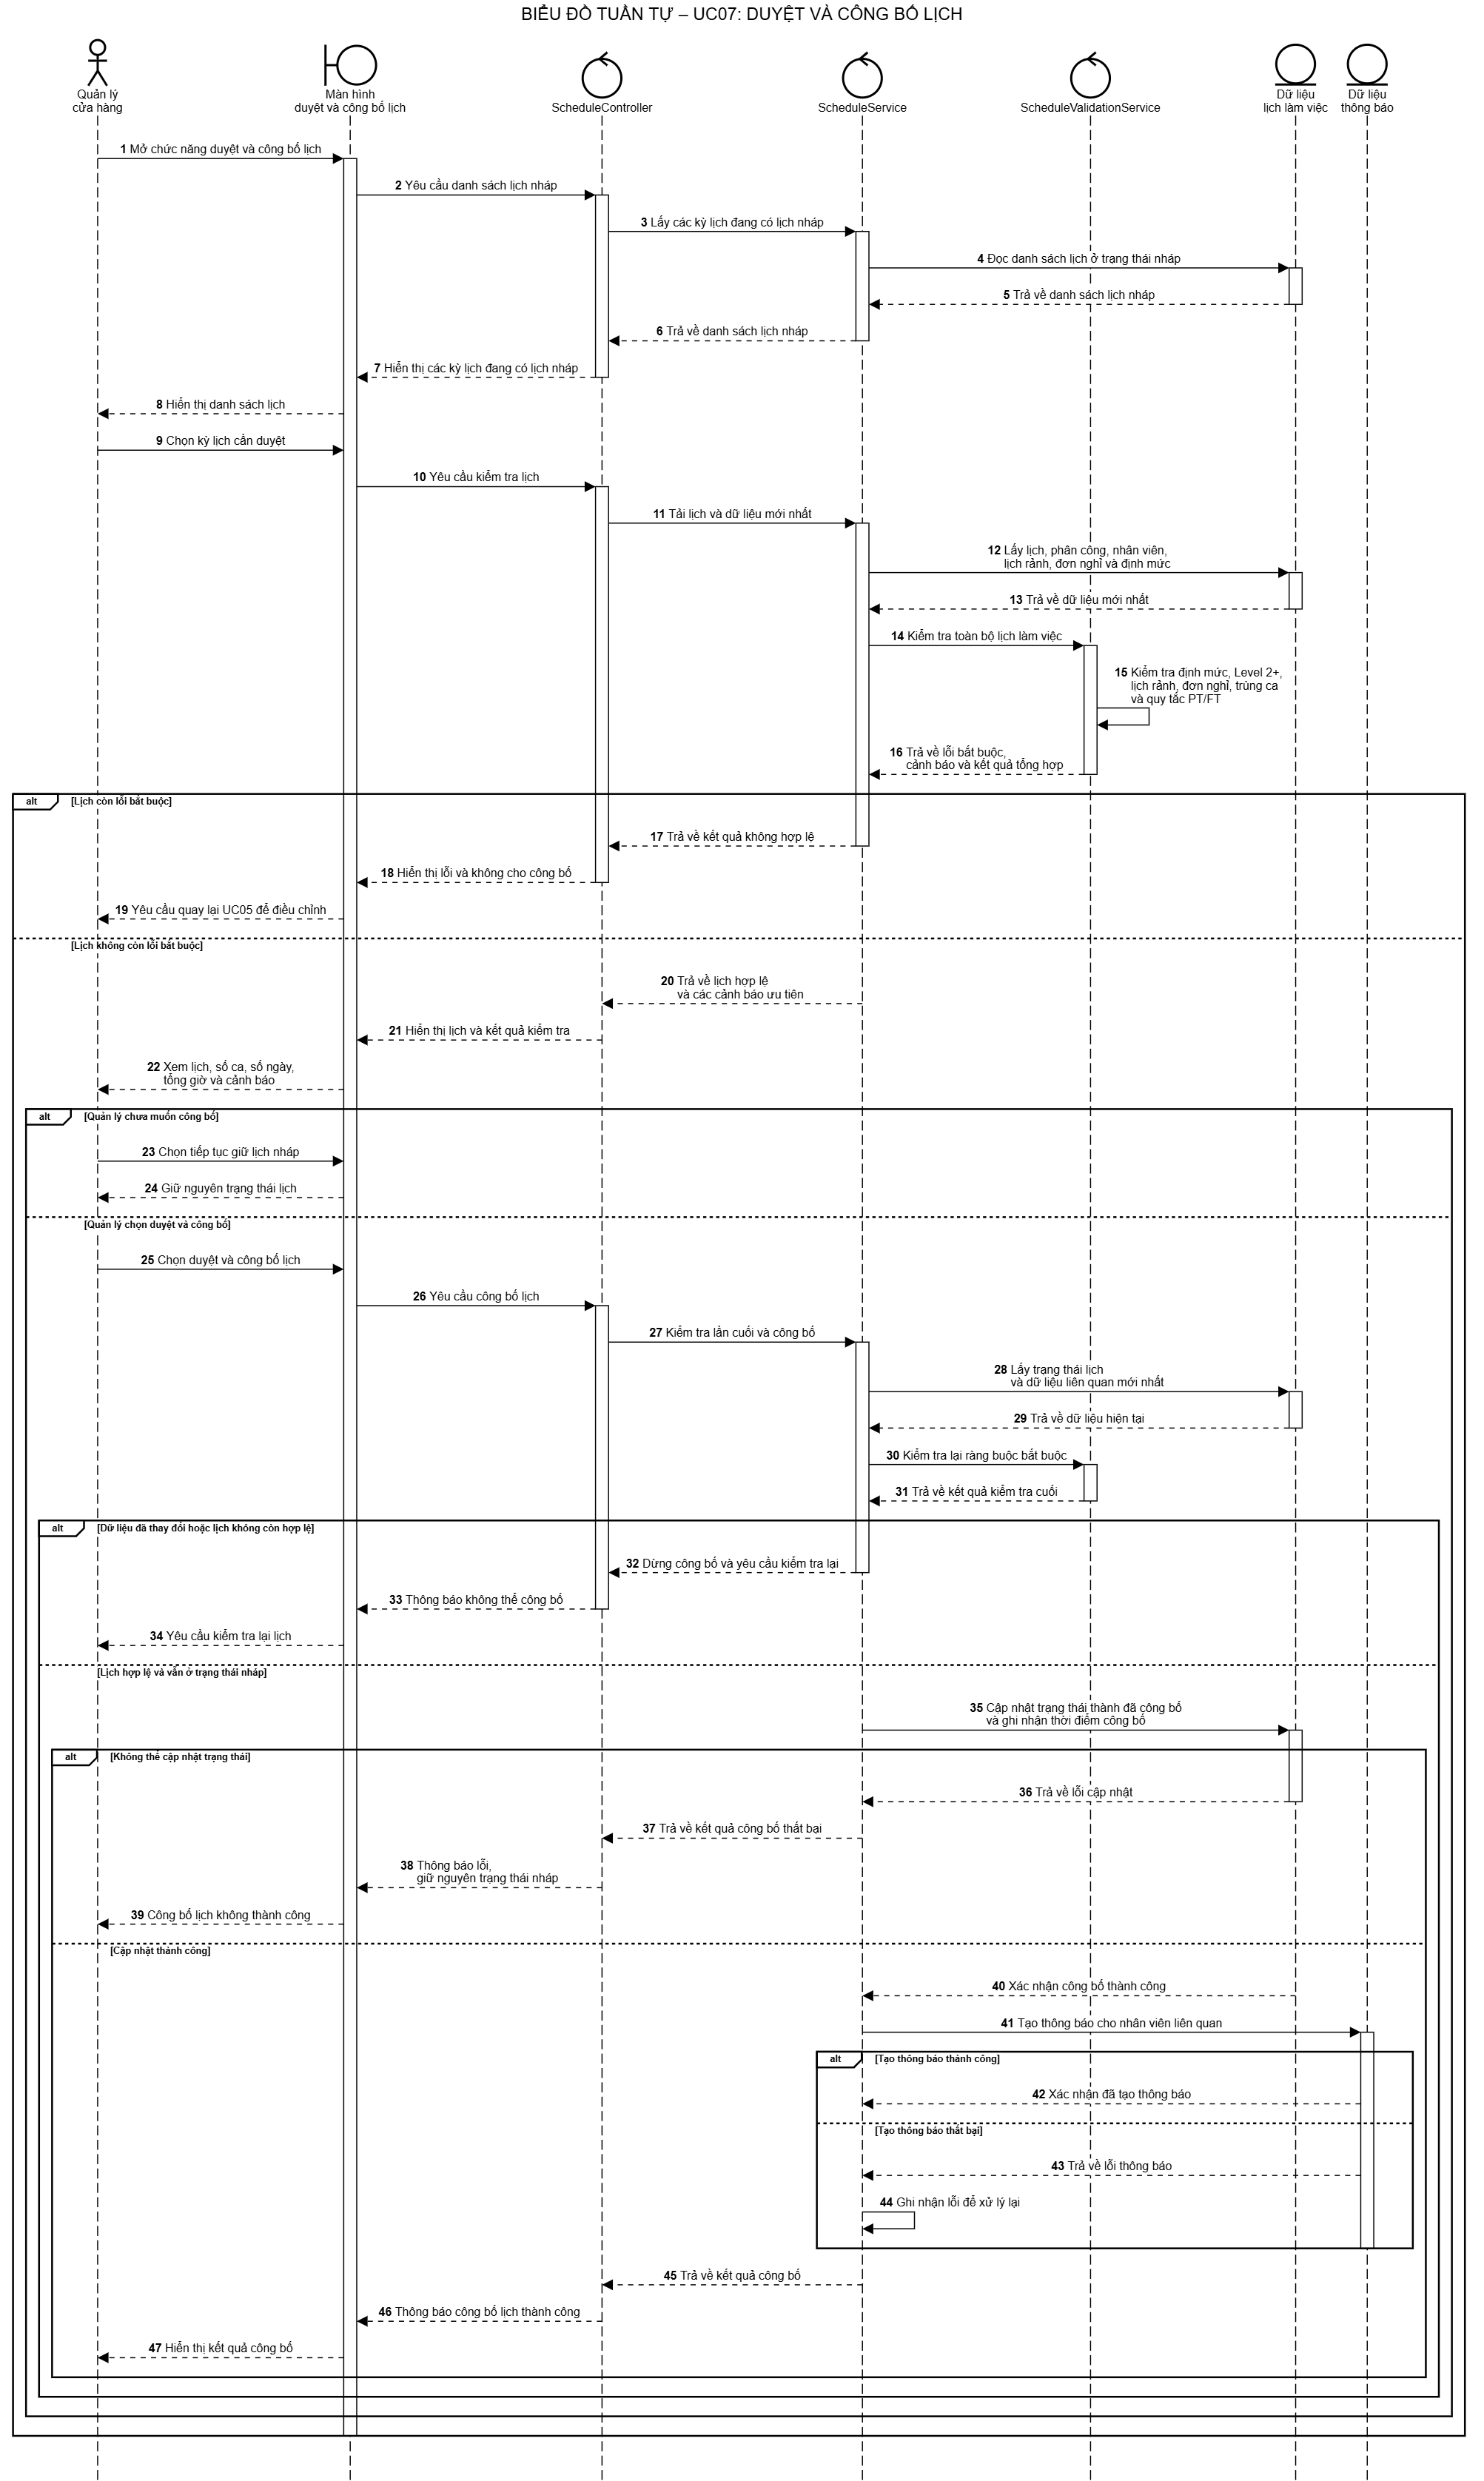 BIỂU ĐỒ TUẦN TỰ – UC07: DUYỆT VÀ CÔNG BỐ LỊCH
Quản lý
cửa hàng
Màn hình
duyệt và công bố lịch
ScheduleController
ScheduleService
ScheduleValidationService
Dữ liệu
lịch làm việc
Dữ liệu
thông báo
1 Mở chức năng duyệt và công bố lịch
2 Yêu cầu danh sách lịch nháp
3 Lấy các kỳ lịch đang có lịch nháp
4 Đọc danh sách lịch ở trạng thái nháp
5 Trả về danh sách lịch nháp
6 Trả về danh sách lịch nháp
7 Hiển thị các kỳ lịch đang có lịch nháp
8 Hiển thị danh sách lịch
9 Chọn kỳ lịch cần duyệt
10 Yêu cầu kiểm tra lịch
11 Tải lịch và dữ liệu mới nhất
12 Lấy lịch, phân công, nhân viên,
lịch rảnh, đơn nghỉ và định mức
13 Trả về dữ liệu mới nhất
14 Kiểm tra toàn bộ lịch làm việc
15 Kiểm tra định mức, Level 2+,
lịch rảnh, đơn nghỉ, trùng ca
và quy tắc PT/FT
16 Trả về lỗi bắt buộc,
cảnh báo và kết quả tổng hợp
alt [Lịch còn lỗi bắt buộc]
17 Trả về kết quả không hợp lệ
18 Hiển thị lỗi và không cho công bố
19 Yêu cầu quay lại UC05 để điều chỉnh
[Lịch không còn lỗi bắt buộc]
20 Trả về lịch hợp lệ
và các cảnh báo ưu tiên
21 Hiển thị lịch và kết quả kiểm tra
22 Xem lịch, số ca, số ngày,
tổng giờ và cảnh báo
alt [Quản lý chưa muốn công bố]
23 Chọn tiếp tục giữ lịch nháp
24 Giữ nguyên trạng thái lịch
[Quản lý chọn duyệt và công bố]
25 Chọn duyệt và công bố lịch
26 Yêu cầu công bố lịch
27 Kiểm tra lần cuối và công bố
28 Lấy trạng thái lịch
và dữ liệu liên quan mới nhất
29 Trả về dữ liệu hiện tại
30 Kiểm tra lại ràng buộc bắt buộc
31 Trả về kết quả kiểm tra cuối
alt [Dữ liệu đã thay đổi hoặc lịch không còn hợp lệ]
32 Dừng công bố và yêu cầu kiểm tra lại
33 Thông báo không thể công bố
34 Yêu cầu kiểm tra lại lịch
[Lịch hợp lệ và vẫn ở trạng thái nháp]
35 Cập nhật trạng thái thành đã công bố
và ghi nhận thời điểm công bố
alt [Không thể cập nhật trạng thái]
36 Trả về lỗi cập nhật
37 Trả về kết quả công bố thất bại
38 Thông báo lỗi,
giữ nguyên trạng thái nháp
39 Công bố lịch không thành công
[Cập nhật thành công]
40 Xác nhận công bố thành công
41 Tạo thông báo cho nhân viên liên quan
alt [Tạo thông báo thành công]
42 Xác nhận đã tạo thông báo
[Tạo thông báo thất bại]
43 Trả về lỗi thông báo
44 Ghi nhận lỗi để xử lý lại
45 Trả về kết quả công bố
46 Thông báo công bố lịch thành công
47 Hiển thị kết quả công bố